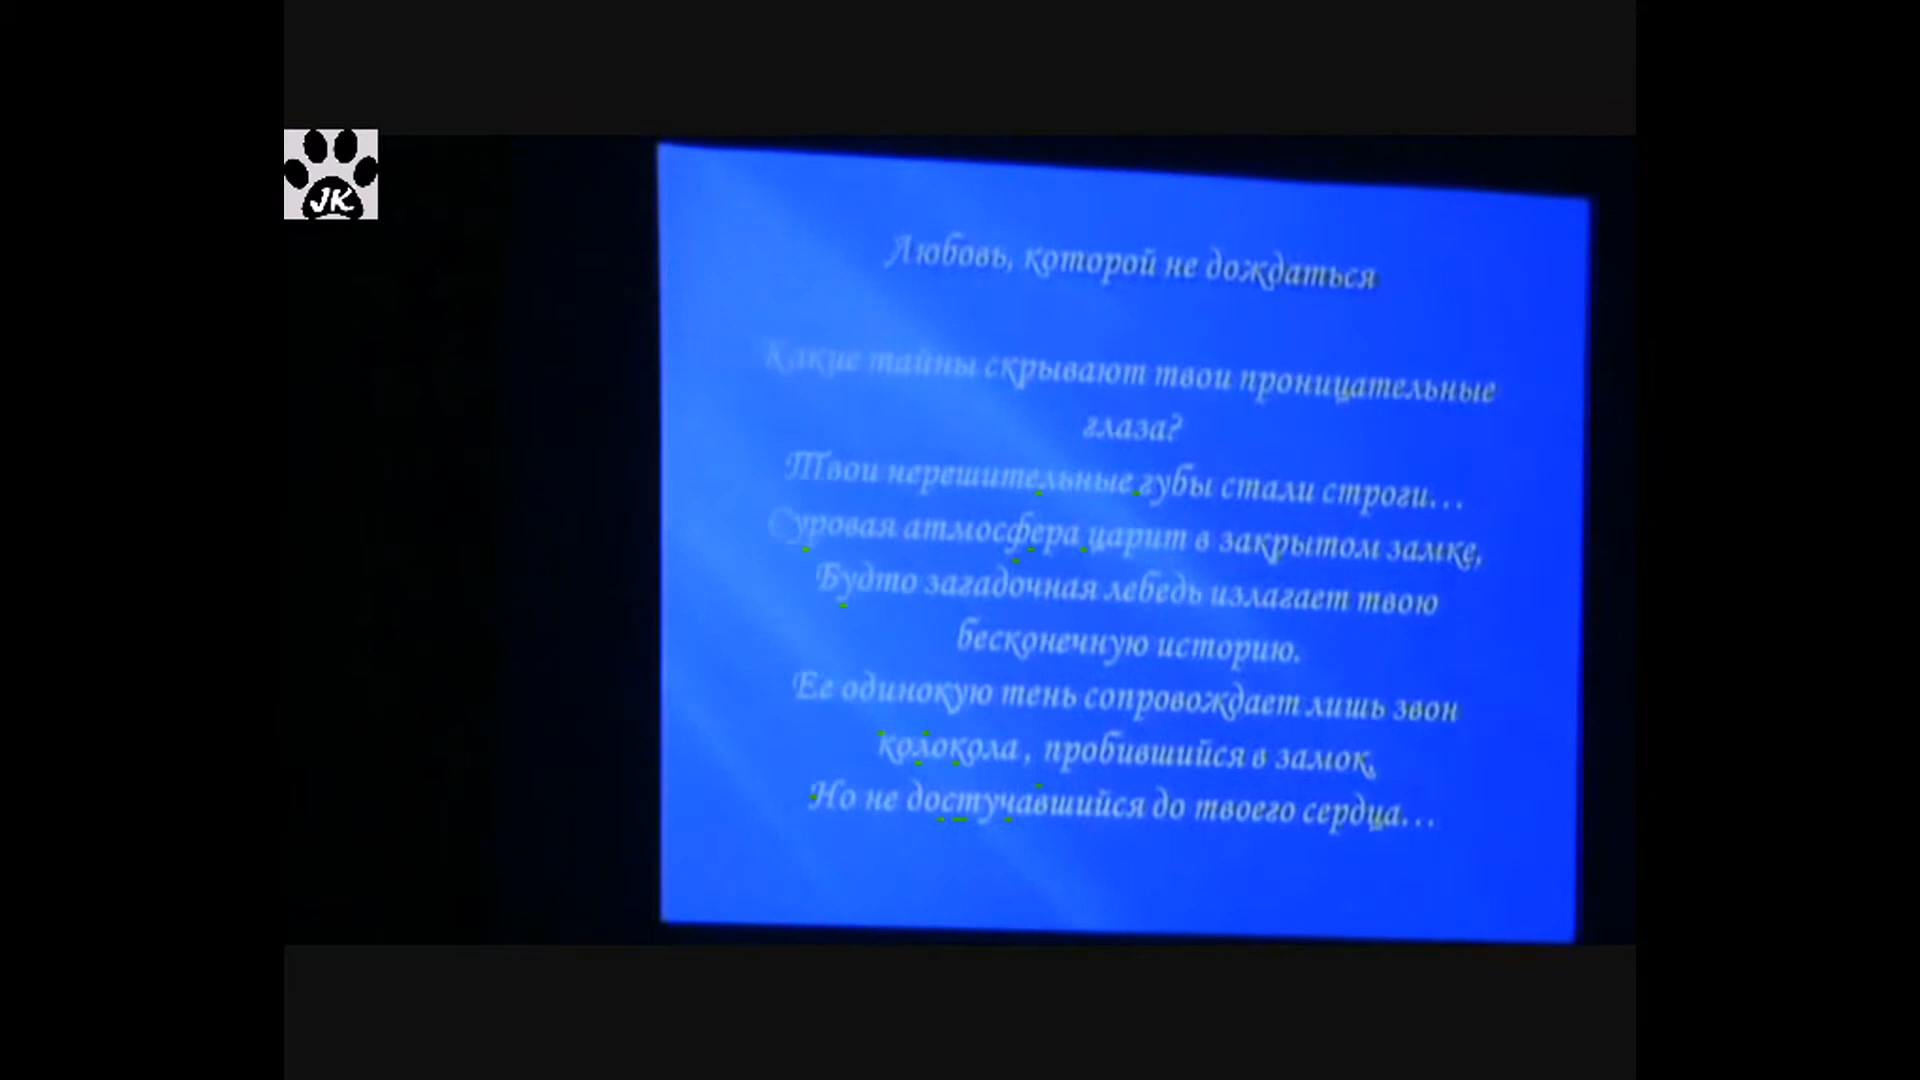 JK
Любовь, которой не дождаться
Какие тайны скрывают твои проницательные
глаза?
Твои нерешительные губы стали строги...
Суровая атмосфера царит в закрытом замке,
Будто загадочная лебедь излагает твою
бесконечную историю.
Ее одинокую тень сопровождает лишь звон
колокола , пробившийся в замок,
Но не достучавшийся до твоего сердца...